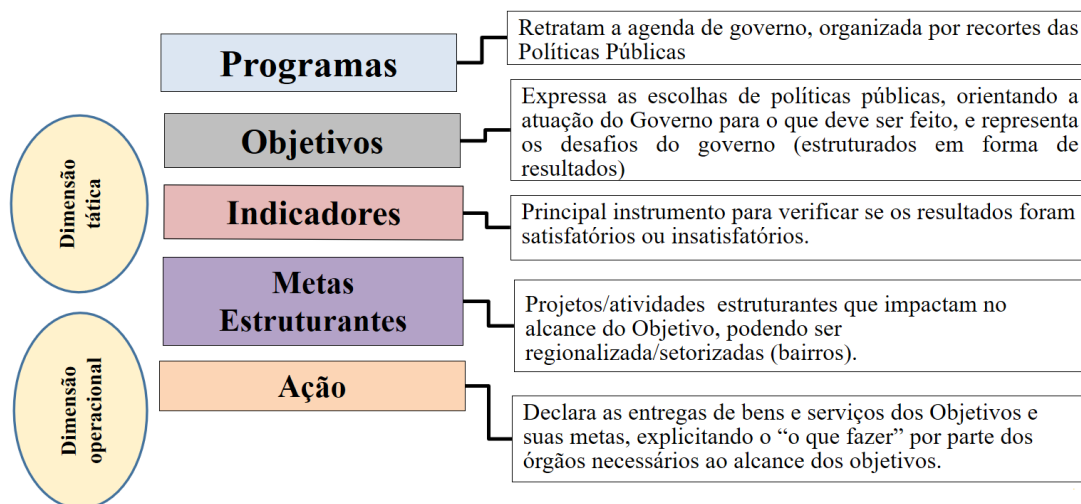 Programas
Retratam a agenda de governo, organizada por recortes das
Políticas Públicas
Dimensão
tática
Objetivos
Expressa as escolhas de políticas públicas, orientando a
atuação do Governo para o que deve ser feito, e representa
os desafios do governo (estruturados em forma de
resultados)
Indicadores
Principal instrumento para verificar se os resultados foram
satisfatórios ou insatisfatórios.
Metas
Estruturantes
Projetos/atividades estruturantes que impactam no
alcance do Objetivo, podendo ser
regionalizada/setorizadas (bairros).
Dimensão
operacional
Ação
Declara as entregas de bens e serviços dos Objetivos e
suas metas, explicitando o “o que fazer” por parte dos
órgãos necessários ao alcance dos objetivos.